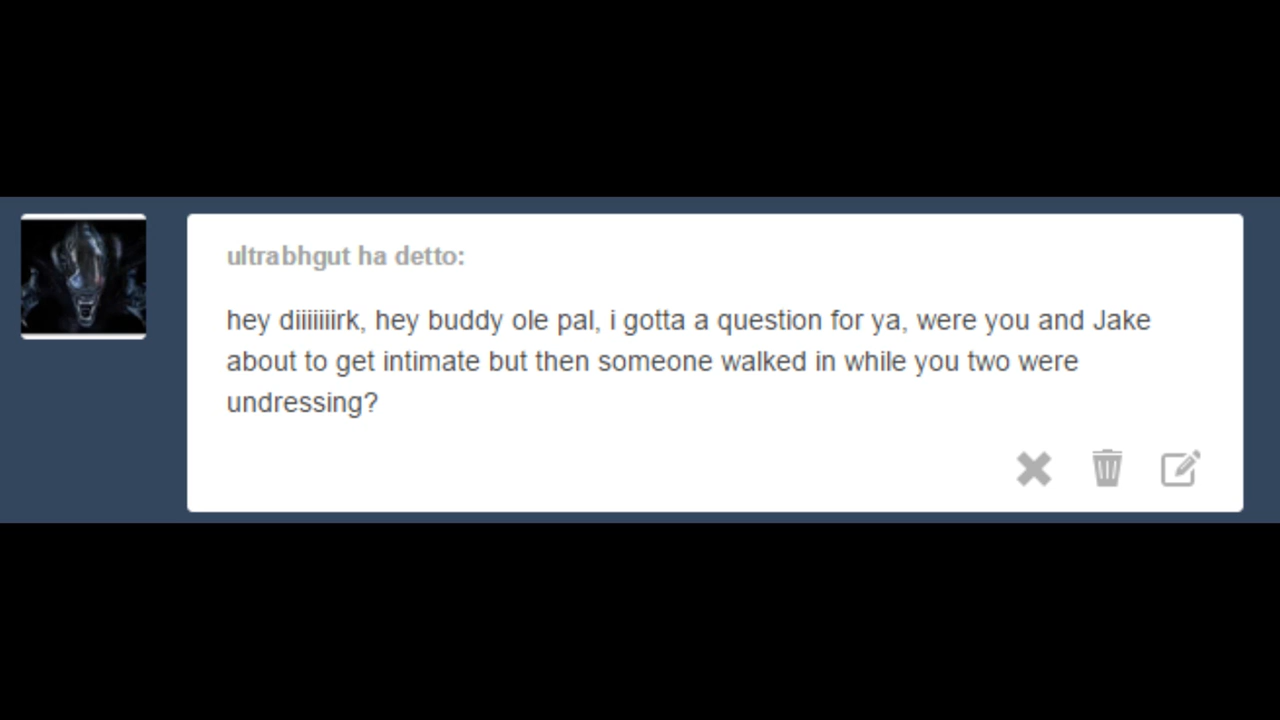 ultrabhgut ha detto:
hey diiiiiiirk, hey buddy ole pal, i gotta a question for ya, were you and Jake
about to get intimate but then someone walked in while you two were
undressing?